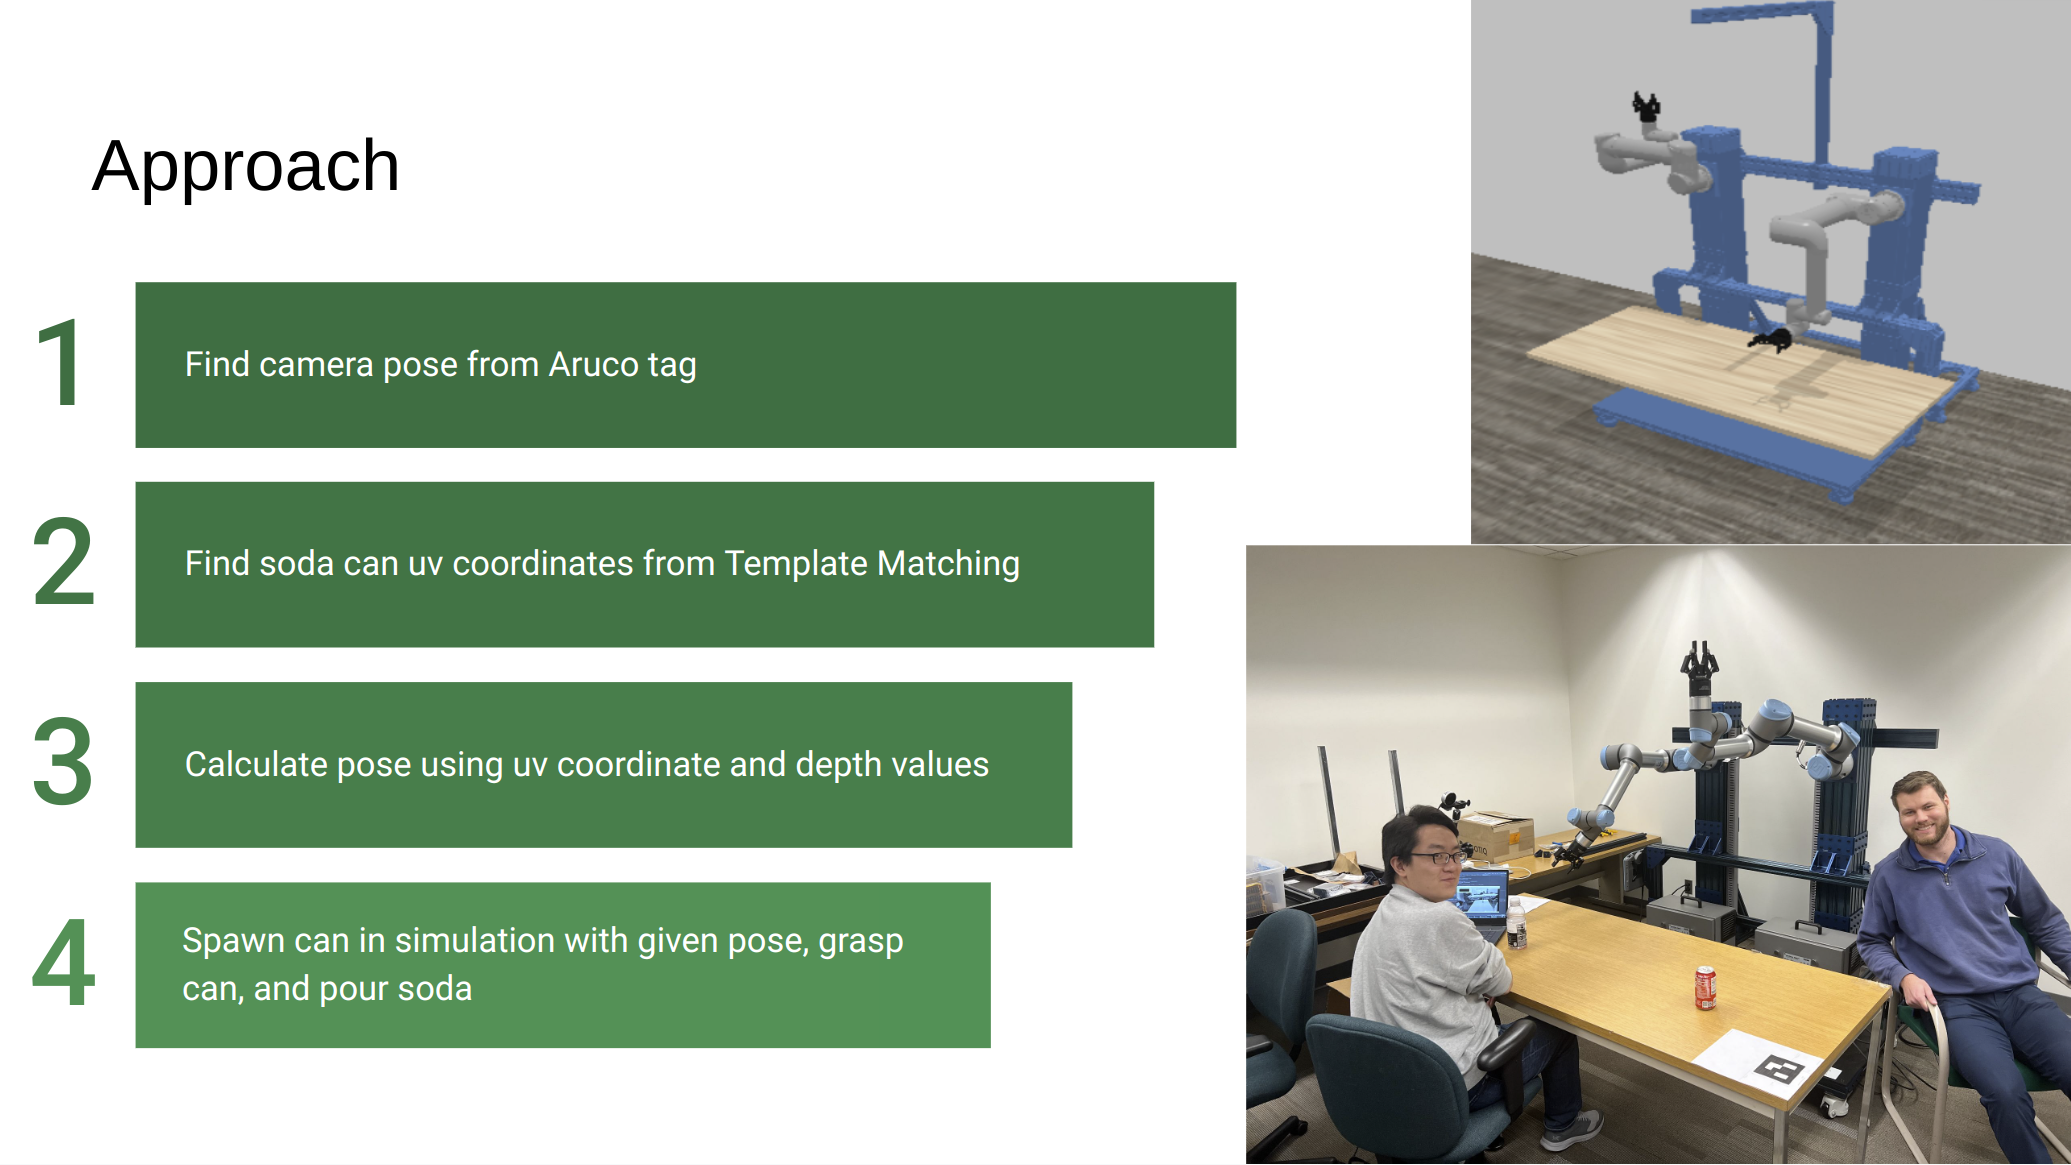 Approach
1
Find camera pose from Aruco tag
2
Find soda can uv coordinates from Template Matching
3
Calculate pose using uv coordinate and depth values
4
Spawn can in simulation with given pose, grasp
can, and pour soda